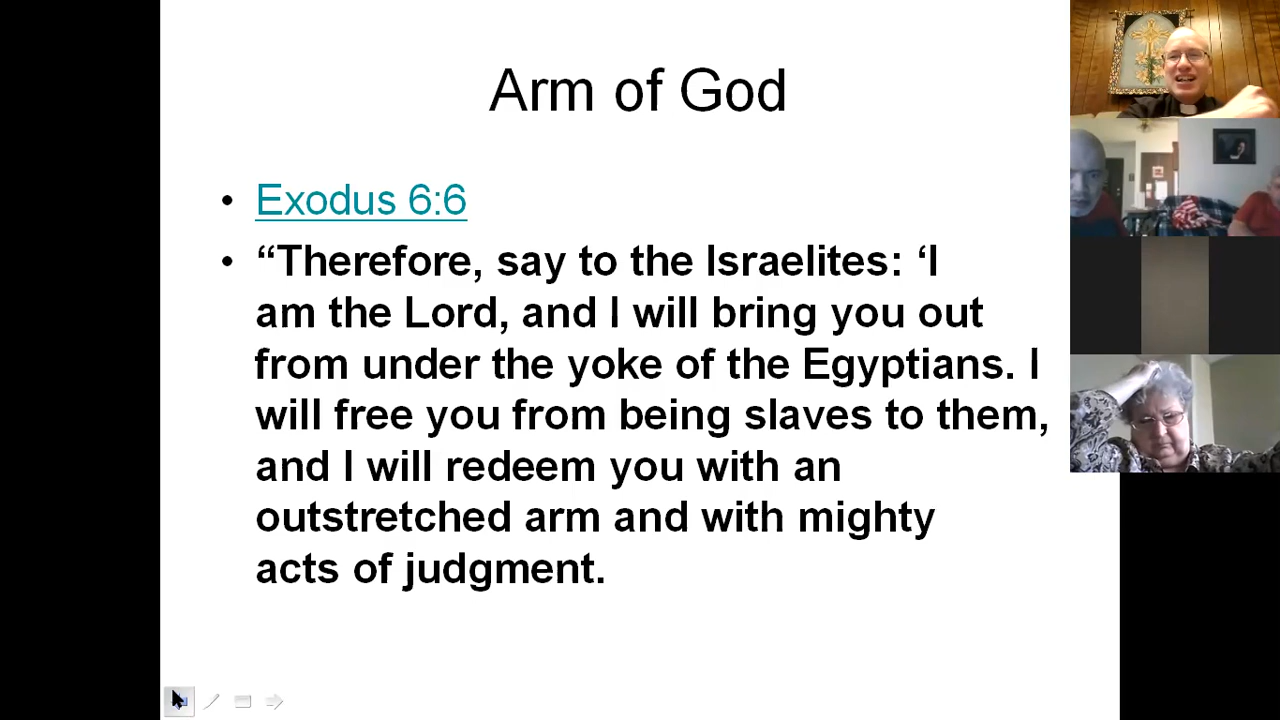 Arm of God
• Exodus 6:6
• “Therefore, say to the Israelites: ‘I
am the Lord, and I will bring you out
from under the yoke of the Egyptians. I
will free you from being slaves to them,
and I will redeem you with an
outstretched arm and with mighty
acts of judgment.